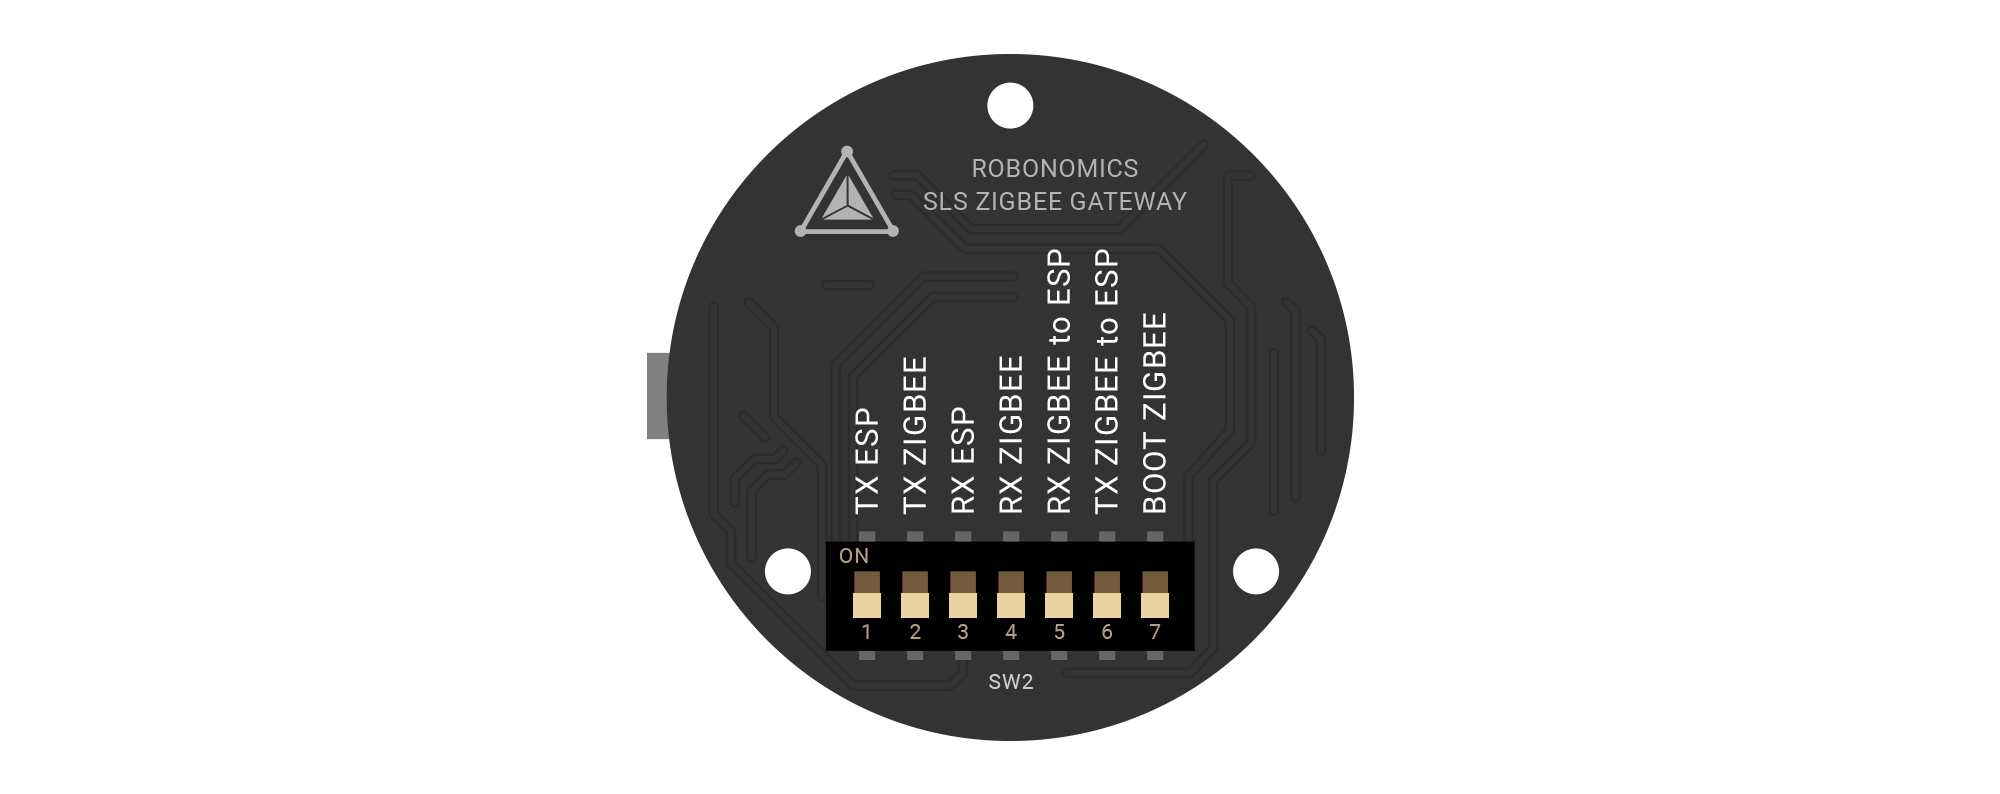 ROBONOMICS
SLS ZIGBEE GATEWAY
TX ESP
TX ZIGBEE
RX ESP
RX ZIGBEE
RX ZIGBEE to ESP
TX ZIGBEE to ESP
BOOT ZIGBEE
ON
1 2 3 4 5 6 7
SW2